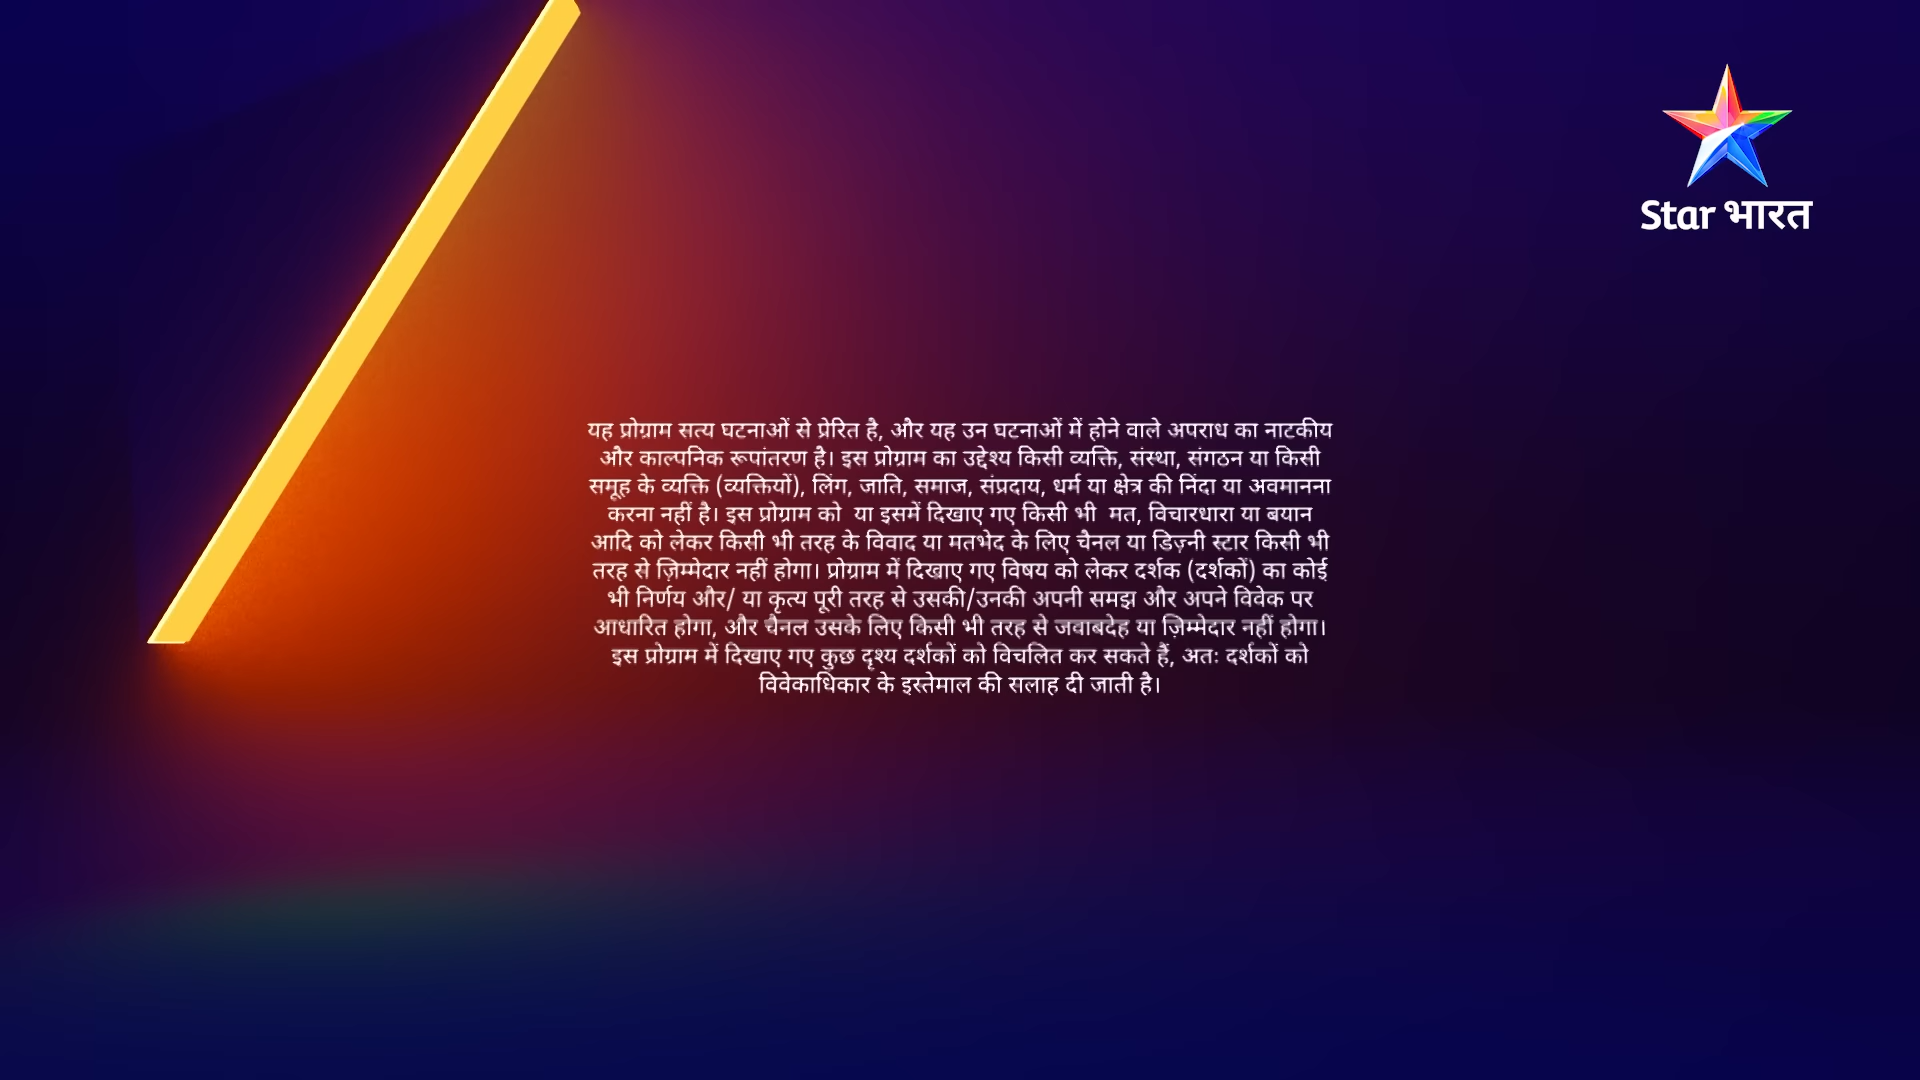 Star भारत
यह प्रोग्राम सत्य घटनाओं से प्रेरित है, और यह उन घटनाओं में होने वाले अपराध का नाटकीय
और काल्पनिक रूपांतरण है। इस प्रोग्राम का उद्देश्य किसी व्यक्ति, संस्था, संगठन या किसी
समूह के व्यक्ति (व्यक्तियों), लिंग, जाति, समाज, संप्रदाय, धर्म या क्षेत्र की निंदा या अवमानना
करना नहीं है। इस प्रोग्राम को या इसमें दिखाए गए किसी भी मत, विचारधारा या बयान
आदि को लेकर किसी भी तरह के विवाद या मतभेद के लिए चैनल या डिज़्नी स्टार किसी भी
तरह से ज़िम्मेदार नहीं होगा। प्रोग्राम में दिखाए गए विषय को लेकर दर्शक (दर्शकों) का कोई
भी निर्णय और/ या कृत्य पूरी तरह से उसकी/उनकी अपनी समझ और अपने विवेक पर
आधारित होगा, और चैनल उसके लिए किसी भी तरह से जवाबदेह या ज़िम्मेदार नहीं होगा।
इस प्रोग्राम में दिखाए गए कुछ दृश्य दर्शकों को विचलित कर सकते हैं, अतः दर्शकों को
विवेकाधिकार के इस्तेमाल की सलाह दी जाती है।